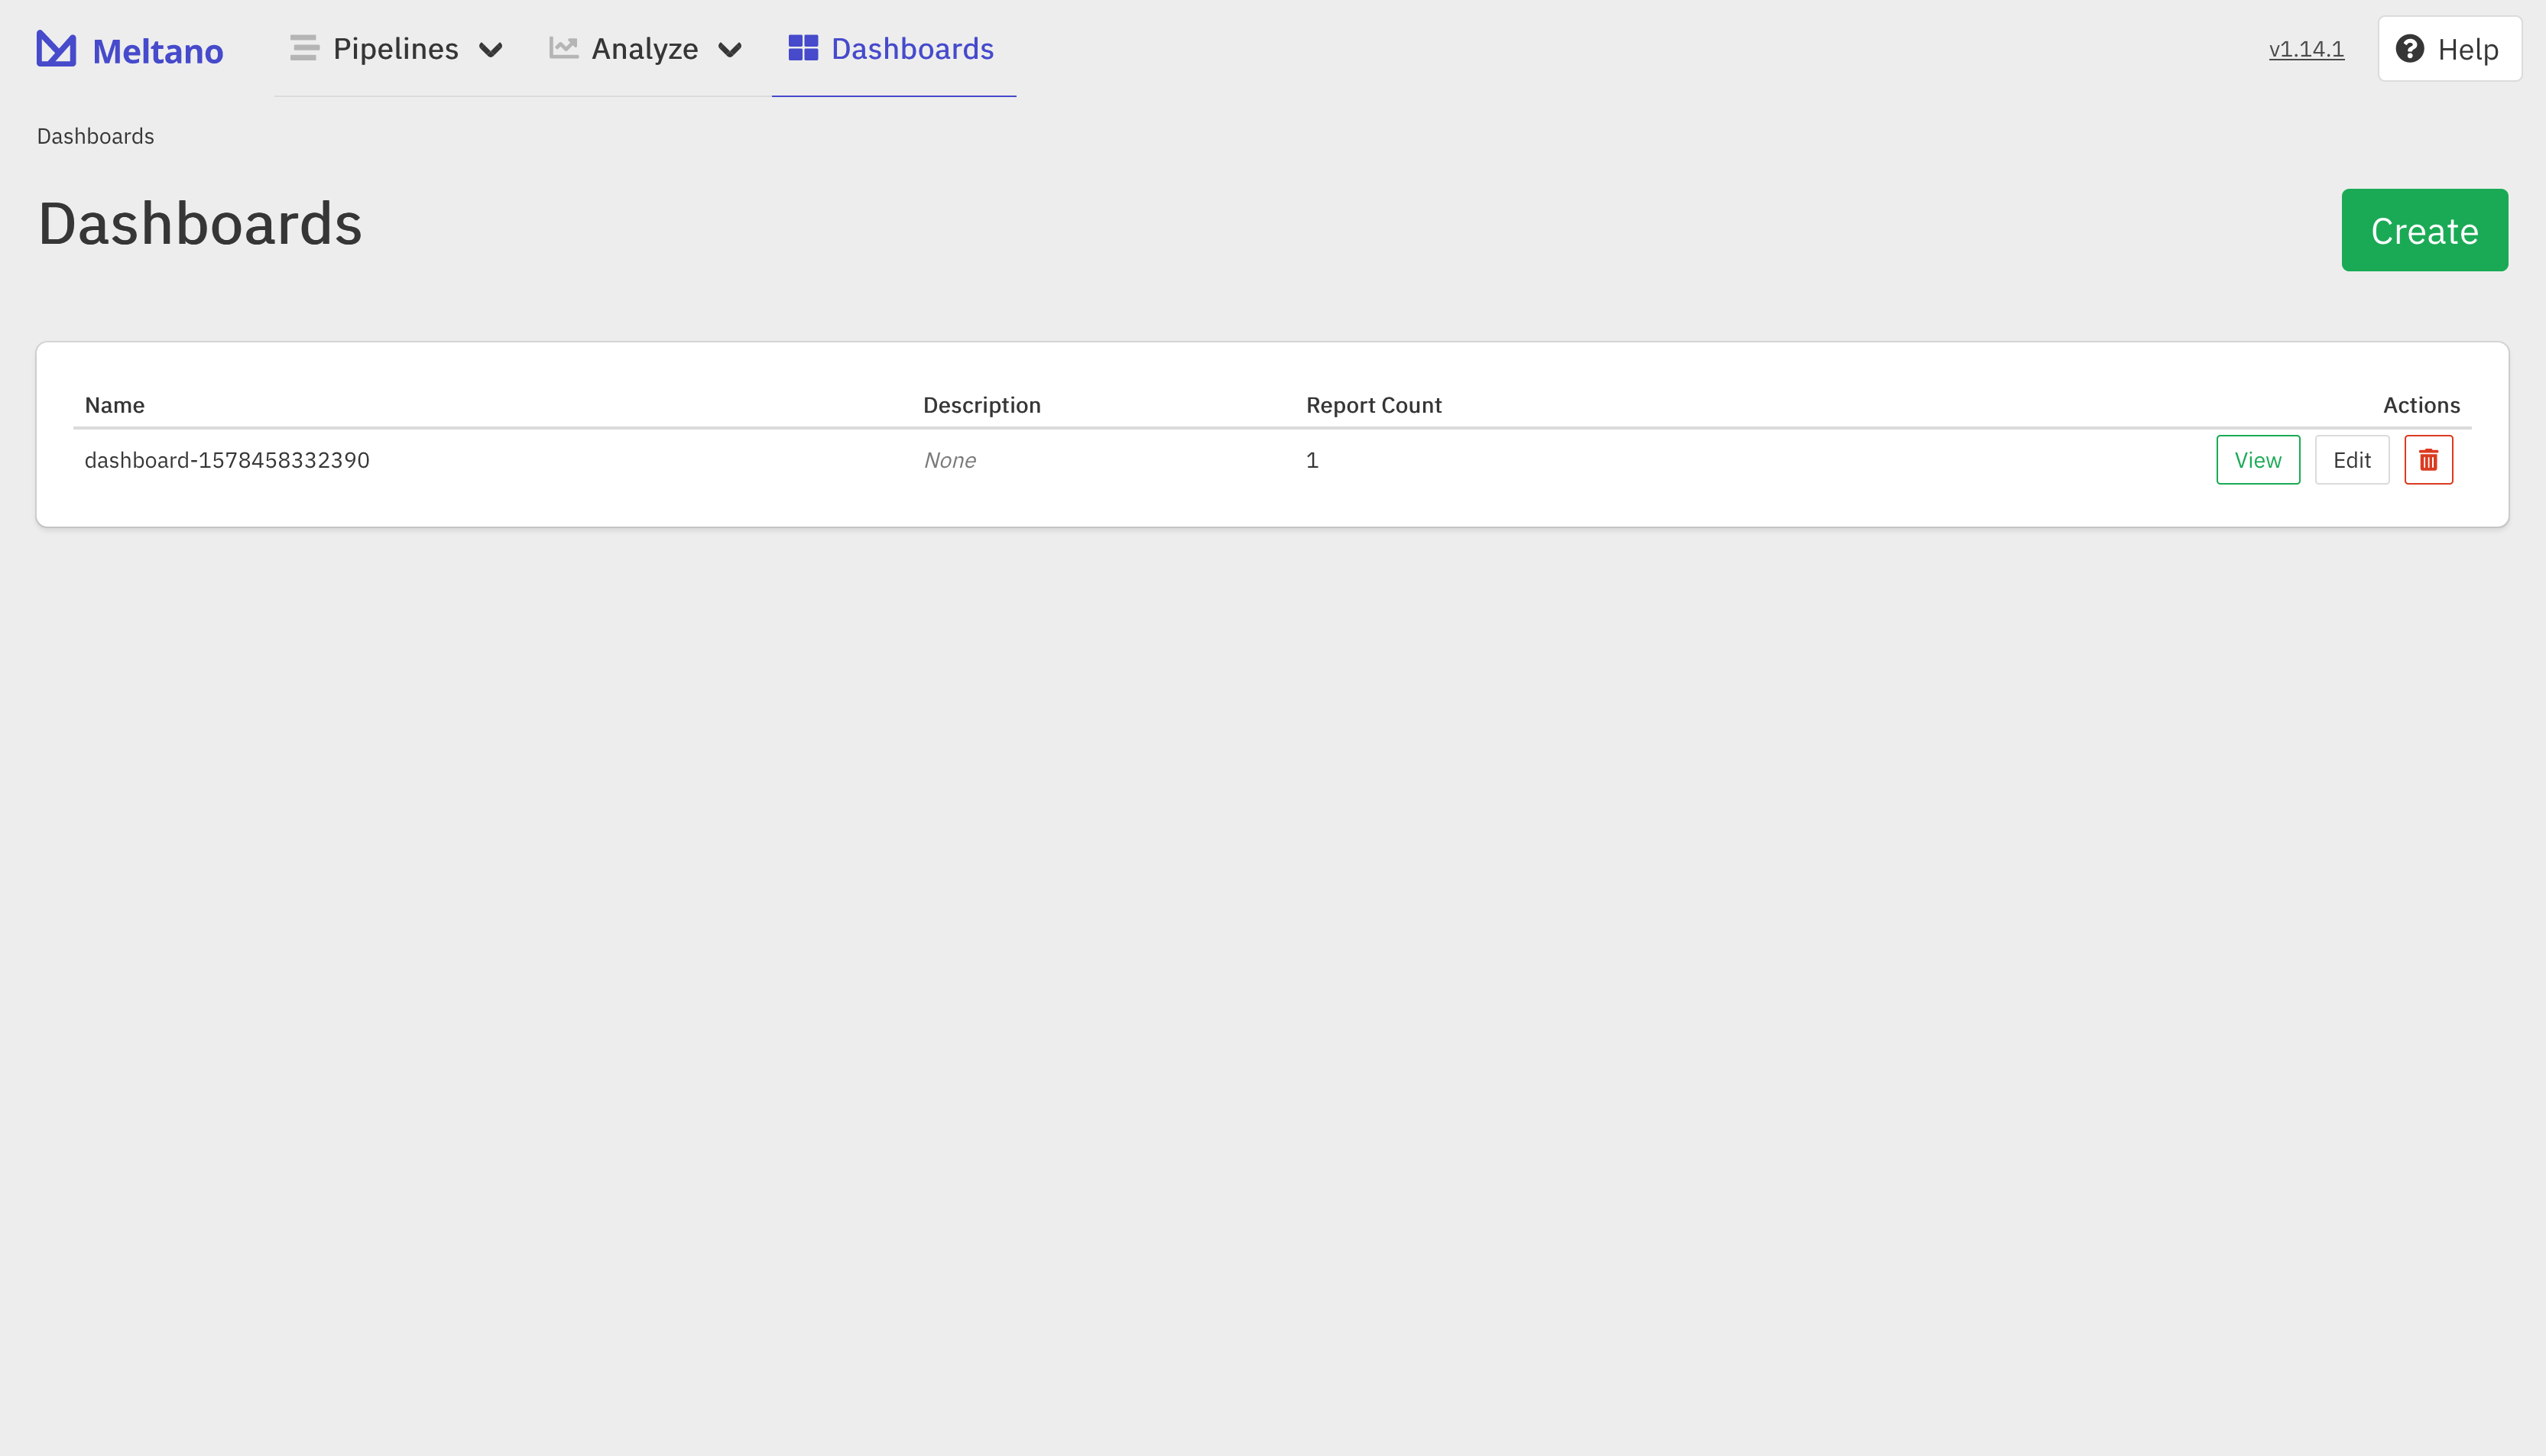 Meltano Pipelines Analyze Dashboards v1.14.1 Help
Dashboards
Dashboards
Create
Name Description Report Count Actions
dashboard-1578458332390 None 1 View Edit